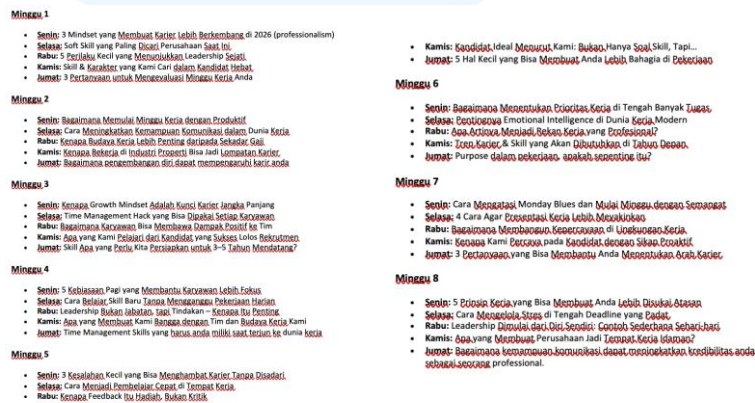 Minggu 1
• Senin: 3 Mindset yang Membuat Karier Lebih Berkembang di 2026 (professionalism)
• Selasa: Soft Skill yang Paling Dicari Perusahaan Saat Ini
• Rabu: 5 Perilaku Kecil yang Menunjukkan Leadership Sejati
• Kamis: Skill & Karakter yang Kami Cari dalam Kandidat Hebat
• Jumat: 3 Pertanyaan untuk Mengevaluasi Minggu Kerja Anda
Minggu 2
• Senin: Bagaimana Memulai Minggu Kerja dengan Produktif
• Selasa: Cara Meningkatkan Kemampuan Komunikasi dalam Dunia Kerja
• Rabu: Kenapa Budaya Kerja Lebih Penting daripada Sekadar Gaji
• Kamis: Kenapa Bekerja di Industri Properti Bisa Jadi Lompatan Karier
• Jumat: Bagaimana pengembangan diri dapat mempengaruhi karir anda
Minggu 3
• Senin: Kenapa Growth Mindset Adalah Kunci Karier Jangka Panjang
• Selasa: Time Management Hack yang Bisa Dipakai Setiap Karyawan
• Rabu: Bagaimana Karyawan Bisa Membawa Dampak Positif ke Tim
• Kamis: Apa yang Kami Pelajari dari Kandidat yang Sukses Lolos Rekrutmen
• Jumat: Skill Apa yang Perlu Kita Persiapkan untuk 3–5 Tahun Mendatang?
Minggu 4
• Senin: 5 Kebiasaan Pagi yang Membantu Karyawan Lebih Fokus
• Selasa: Cara Belajar Skill Baru Tanpa Mengganggu Pekerjaan Harian
• Rabu: Leadership Bukan Jabatan, tapi Tindakan – Kenapa Itu Penting
• Kamis: Apa yang Membuat Kami Bangga dengan Tim dan Budaya Kerja Kami
• Jumat: Time Management Skills yang harus anda miliki saat terjun ke dunia kerja
Minggu 5
• Senin: 3 Kesalahan Kecil yang Bisa Menghambat Karier Tanpa Disadari
• Selasa: Cara Menjadi Pembelajar Cepat di Tempat Kerja
• Rabu: Kenapa Feedback Itu Hadiah, Bukan Kritik
• Kamis: Kandidat Ideal Menurut Kami: Bukan Hanya Soal Skill, Tapi…
• Jumat: 5 Hal Kecil yang Bisa Membuat Anda Lebih Bahagia di Pekerjaan
Minggu 6
• Senin: Bagaimana Menentukan Prioritas Kerja di Tengah Banyak Tugas
• Selasa: Pentingnya Emotional Intelligence di Dunia Kerja Modern
• Rabu: Apa Artinya Menjadi Rekan Kerja yang Profesional?
• Kamis: Tren Karier & Skill yang Akan Dibutuhkan di Tahun Depan
• Jumat: Purpose dalam pekerjaan, apakah sepenting itu?
Minggu 7
• Senin: Cara Mengatasi Monday Blues dan Mulai Minggu dengan Semangat
• Selasa: 4 Cara Agar Presentasi Kerja Lebih Meyakinkan
• Rabu: Bagaimana Membangun Kepercayaan di Lingkungan Kerja
• Kamis: Kenapa Kami Percaya pada Kandidat dengan Sikap Proaktif
• Jumat: 3 Pertanyaan yang Bisa Membantu Anda Menentukan Arah Karier
Minggu 8
• Senin: 5 Prinsip Kerja yang Bisa Membuat Anda Lebih Disukai Atasan
• Selasa: Cara Mengelola Stres di Tengah Deadline yang Padat
• Rabu: Leadership Dimulai dari Diri Sendiri: Contoh Sederhana Sehari-hari
• Kamis: Apa yang Membuat Perusahaan Jadi Tempat Kerja Idaman?
• Jumat: Bagaimana kemampuan komunikasi dapat meningkatkan kredibilitas anda
sebagai seorang professional.